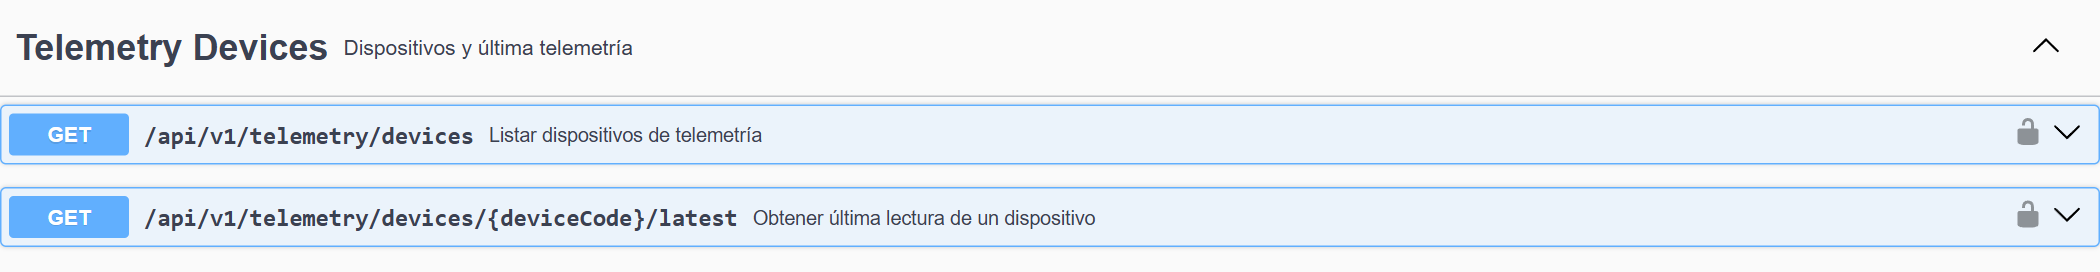 Telemetry Devices Dispositivos y última telemetría
GET /api/v1/telemetry/devices Listar dispositivos de telemetría
GET /api/v1/telemetry/devices/{deviceCode}/latest Obtener última lectura de un dispositivo